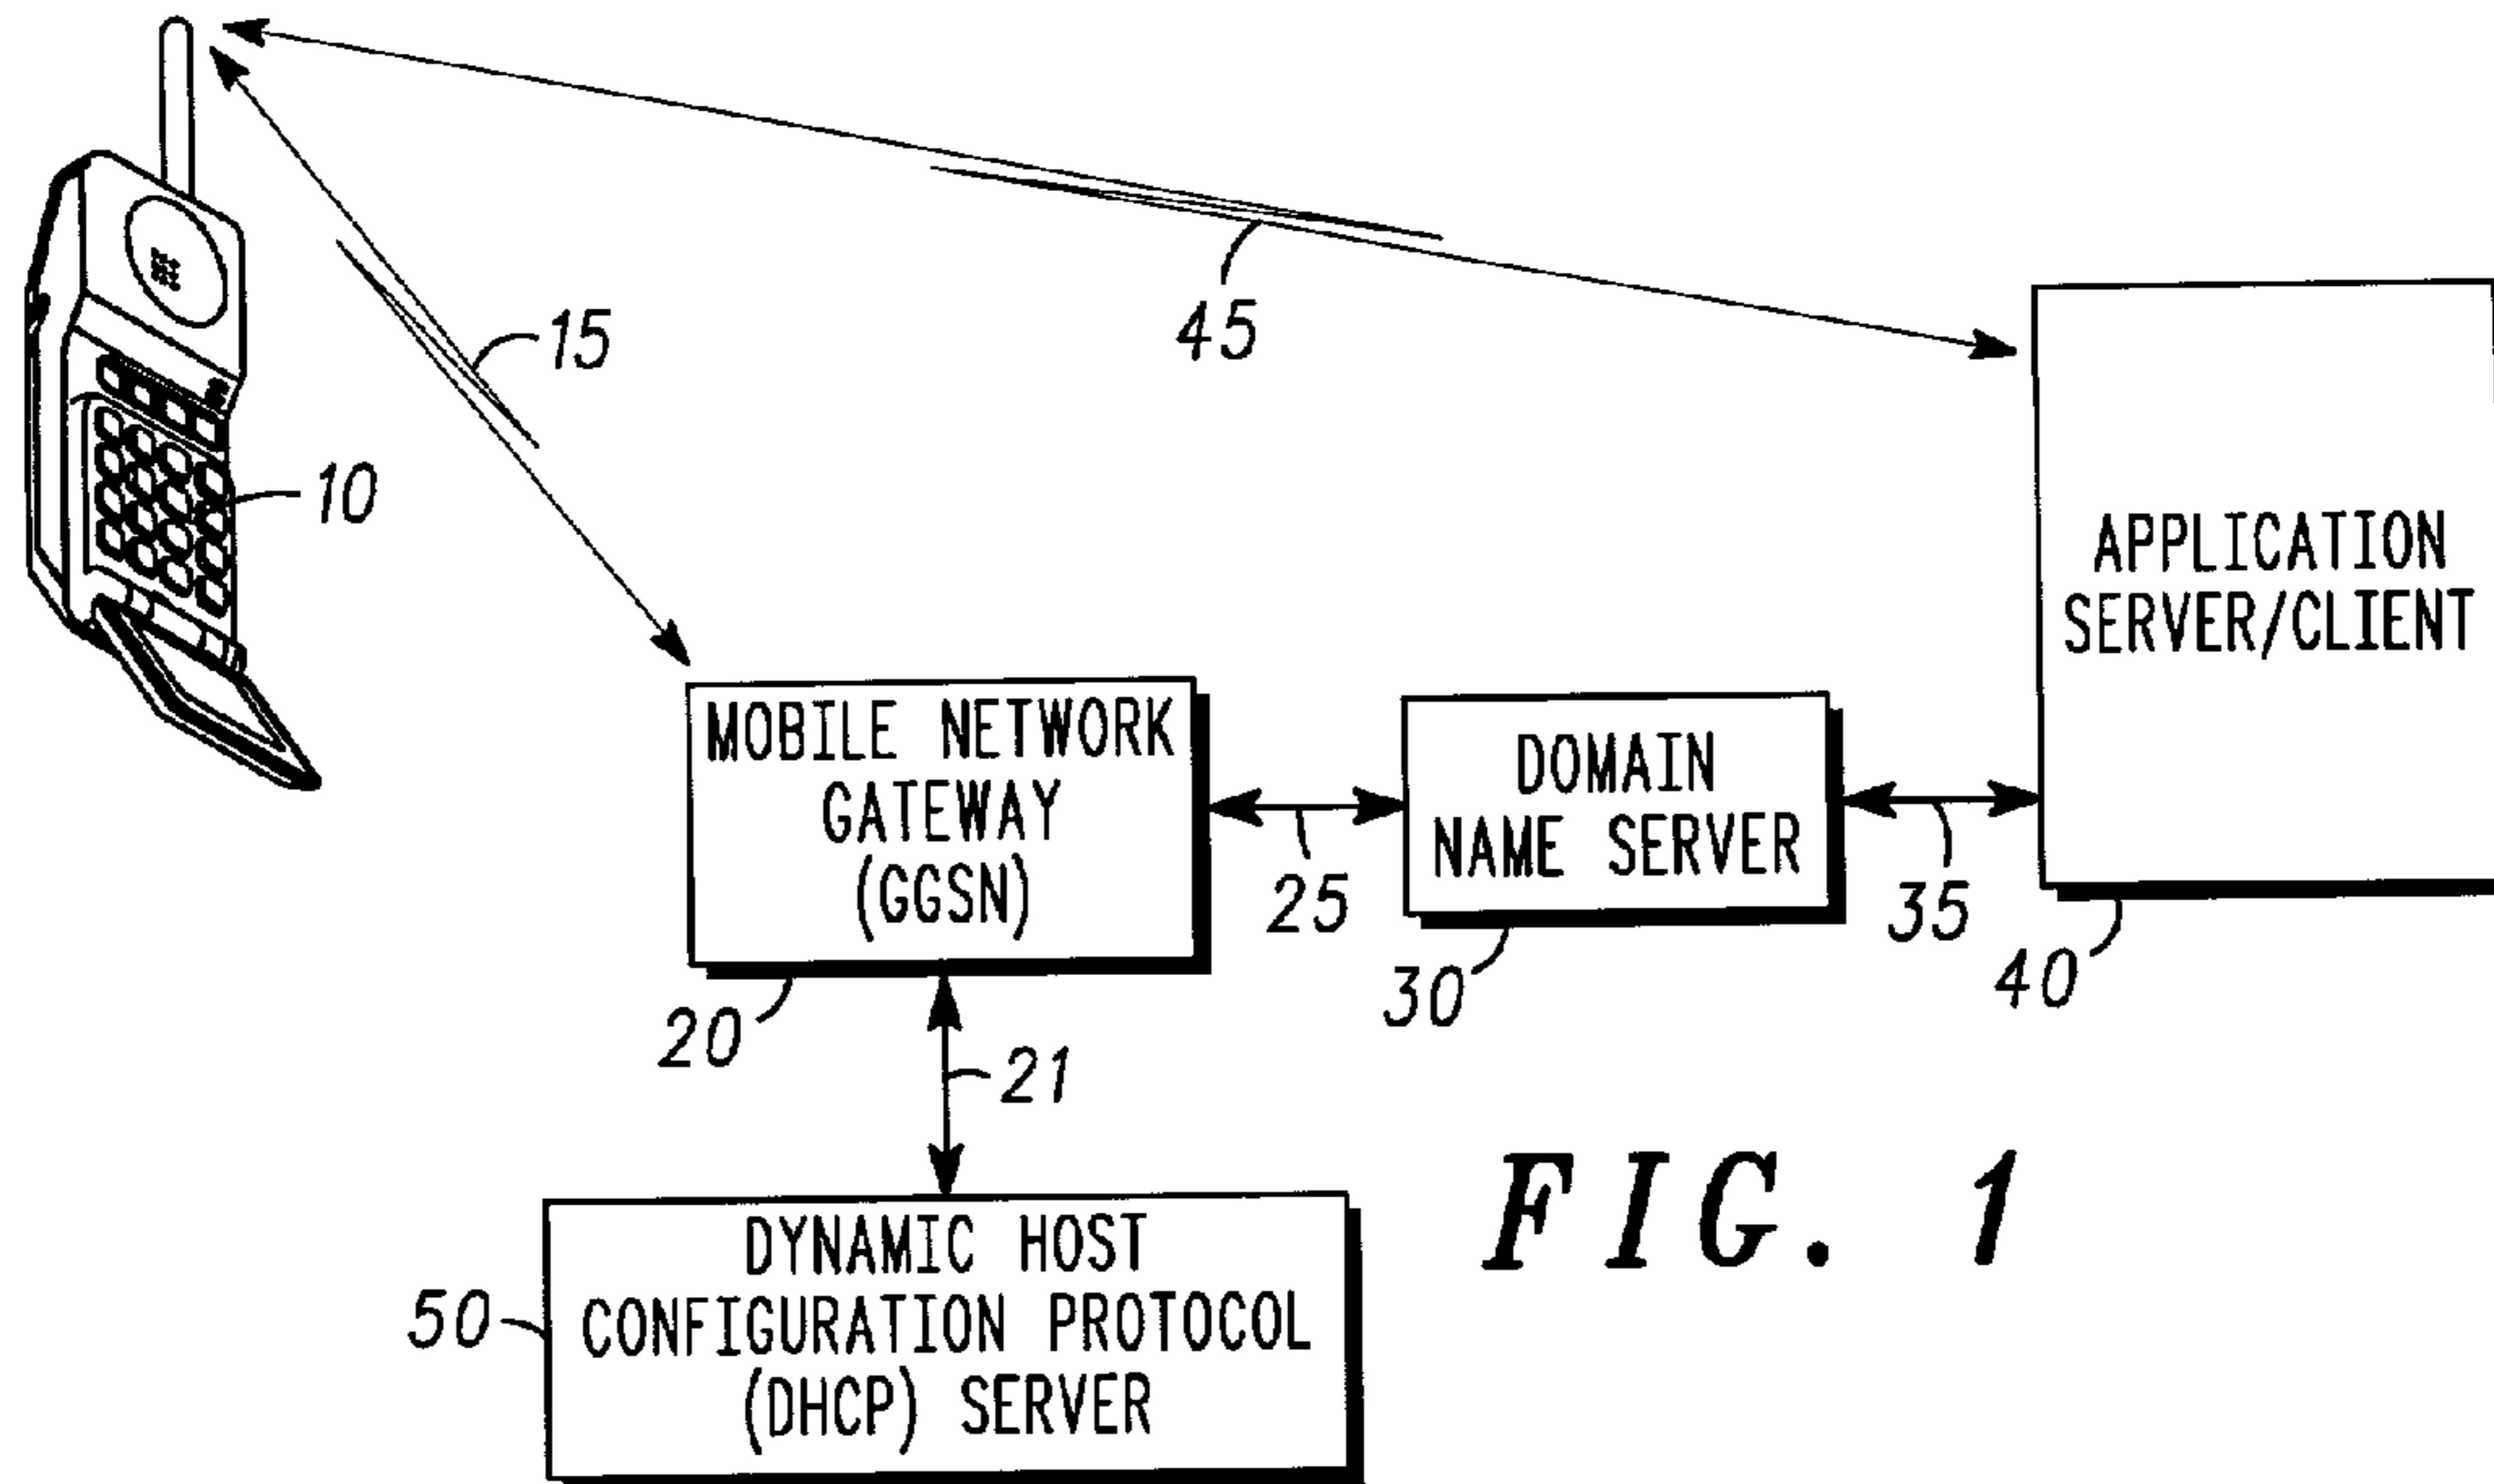 15
45
10
APPLICATION
SERVER/CLIENT
MOBILE NETWORK
GATEWAY
(GGSN)
DOMAIN
NAME SERVER
25
35
20
30
40
21
FIG. 1
DYNAMIC HOST
CONFIGURATION PROTOCOL
(DHCP) SERVER
50